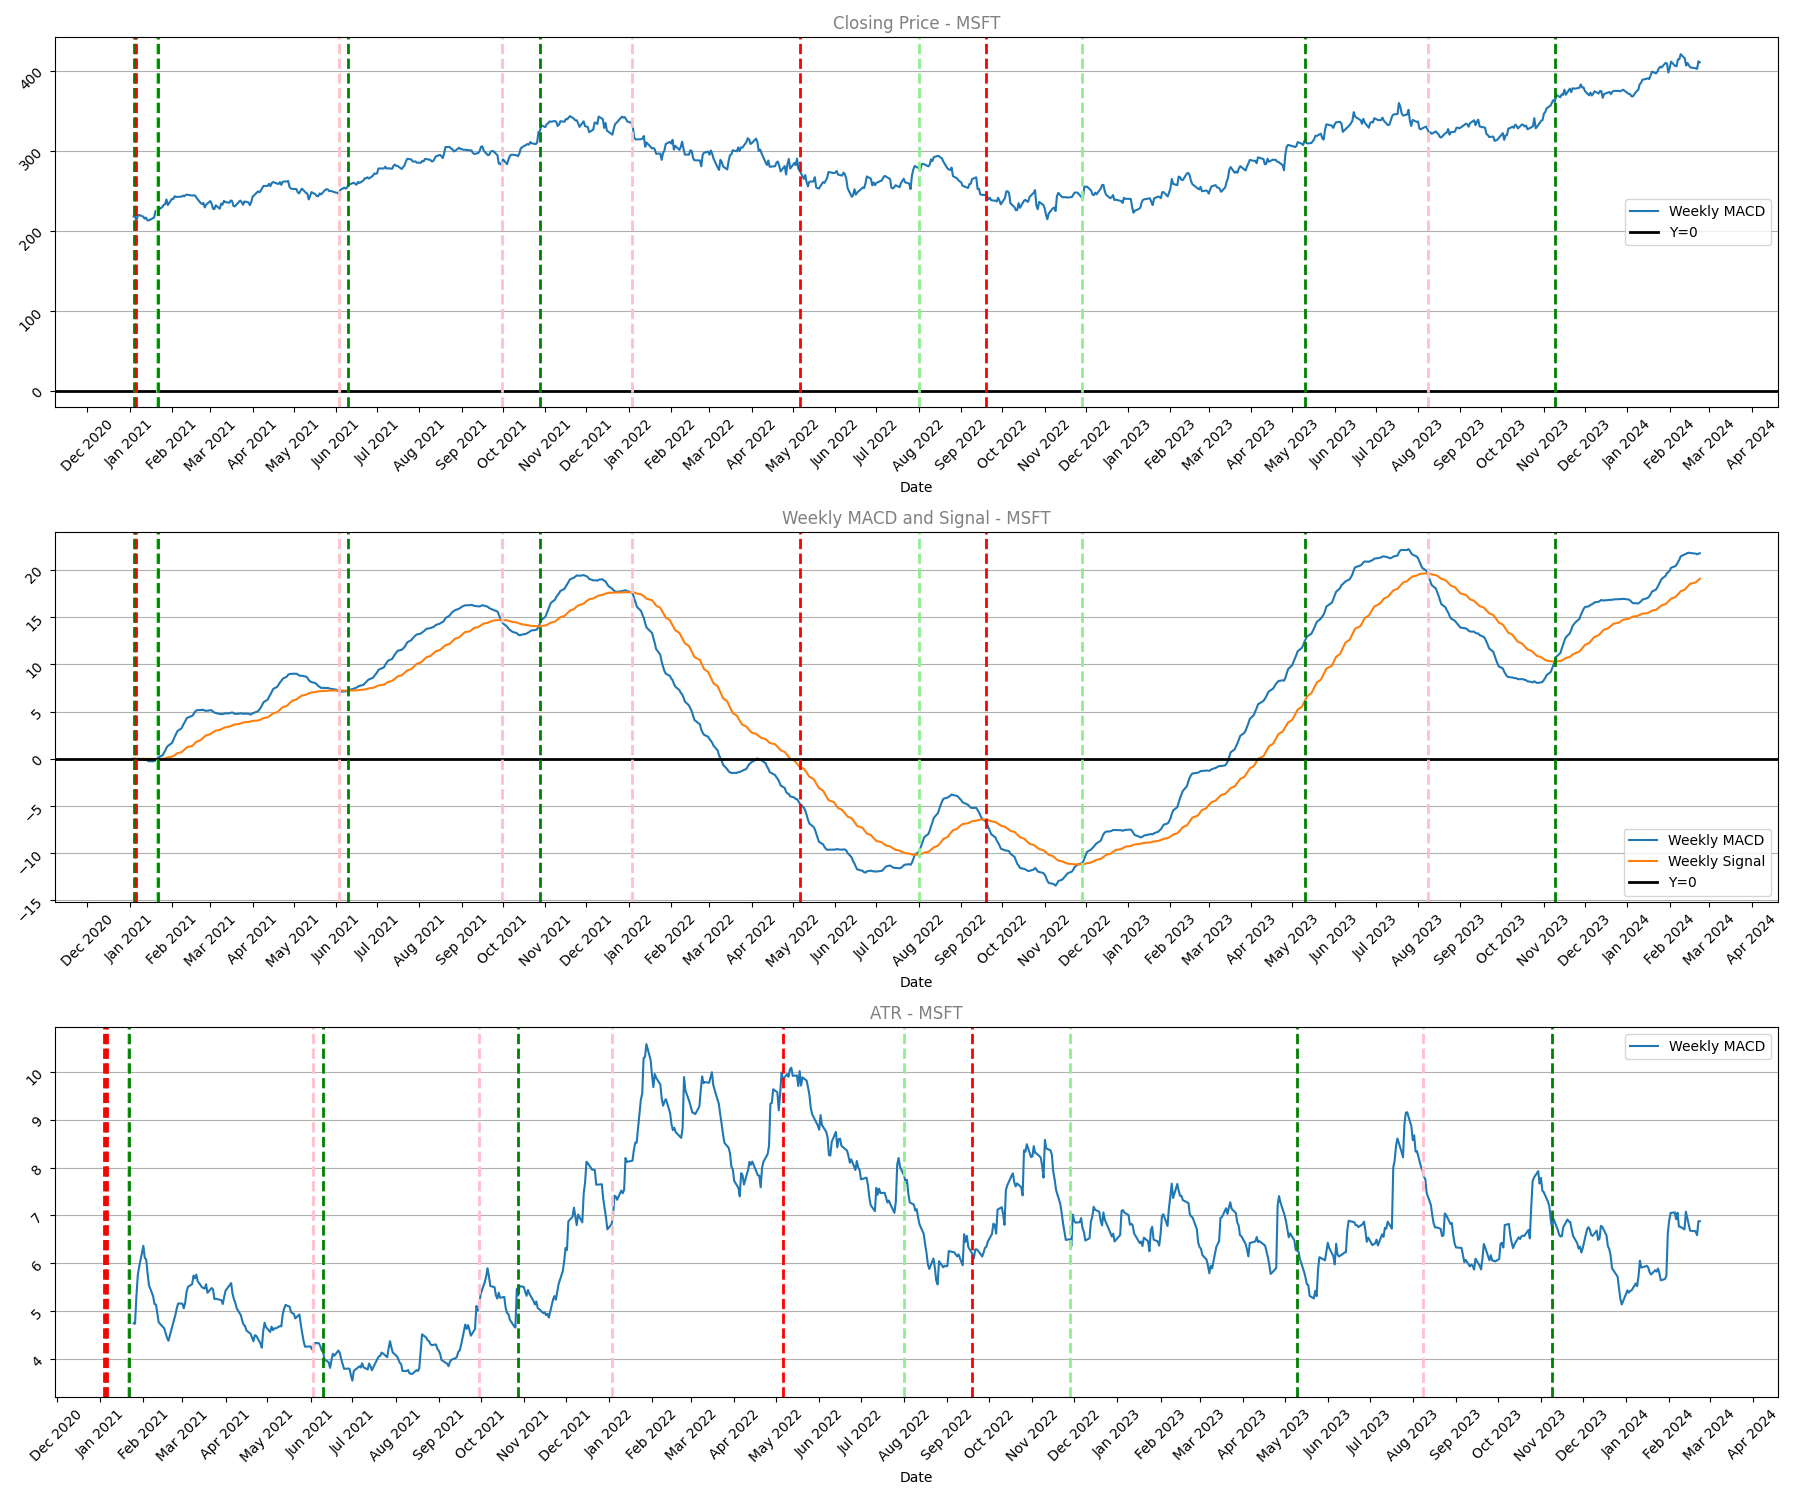 Closing Price - MSFT
400
300
200
100
0
Weekly MACD
Y=0
Dec 2020
Jan 2021
Feb 2021
Mar 2021
Apr 2021
May 2021
Jun 2021
Jul 2021
Aug 2021
Sep 2021
Oct 2021
Nov 2021
Dec 2021
Jan 2022
Feb 2022
Mar 2022
Apr 2022
May 2022
Jun 2022
Jul 2022
Aug 2022
Sep 2022
Oct 2022
Nov 2022
Dec 2022
Jan 2023
Feb 2023
Mar 2023
Apr 2023
May 2023
Jun 2023
Jul 2023
Aug 2023
Sep 2023
Oct 2023
Nov 2023
Dec 2023
Jan 2024
Feb 2024
Mar 2024
Apr 2024
Date
Weekly MACD and Signal - MSFT
20
15
10
5
0
−5
−10
−15
Weekly MACD
Weekly Signal
Y=0
Dec 2020
Jan 2021
Feb 2021
Mar 2021
Apr 2021
May 2021
Jun 2021
Jul 2021
Aug 2021
Sep 2021
Oct 2021
Nov 2021
Dec 2021
Jan 2022
Feb 2022
Mar 2022
Apr 2022
May 2022
Jun 2022
Jul 2022
Aug 2022
Sep 2022
Oct 2022
Nov 2022
Dec 2022
Jan 2023
Feb 2023
Mar 2023
Apr 2023
May 2023
Jun 2023
Jul 2023
Aug 2023
Sep 2023
Oct 2023
Nov 2023
Dec 2023
Jan 2024
Feb 2024
Mar 2024
Apr 2024
Date
ATR - MSFT
Weekly MACD
10
9
8
7
6
5
4
Dec 2020
Jan 2021
Feb 2021
Mar 2021
Apr 2021
May 2021
Jun 2021
Jul 2021
Aug 2021
Sep 2021
Oct 2021
Nov 2021
Dec 2021
Jan 2022
Feb 2022
Mar 2022
Apr 2022
May 2022
Jun 2022
Jul 2022
Aug 2022
Sep 2022
Oct 2022
Nov 2022
Dec 2022
Jan 2023
Feb 2023
Mar 2023
Apr 2023
May 2023
Jun 2023
Jul 2023
Aug 2023
Sep 2023
Oct 2023
Nov 2023
Dec 2023
Jan 2024
Feb 2024
Mar 2024
Apr 2024
Date